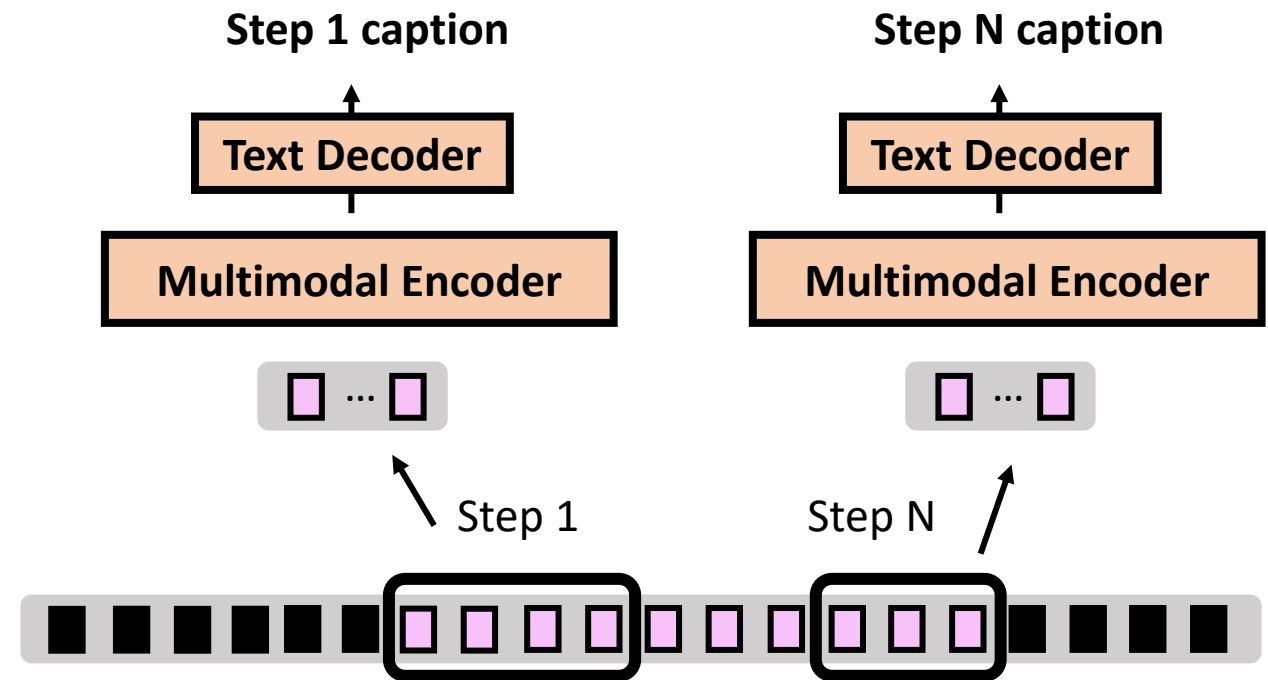 Step 1 caption
Step N caption
Text Decoder
Text Decoder
Multimodal Encoder
Multimodal Encoder
...
...
Step 1
Step N